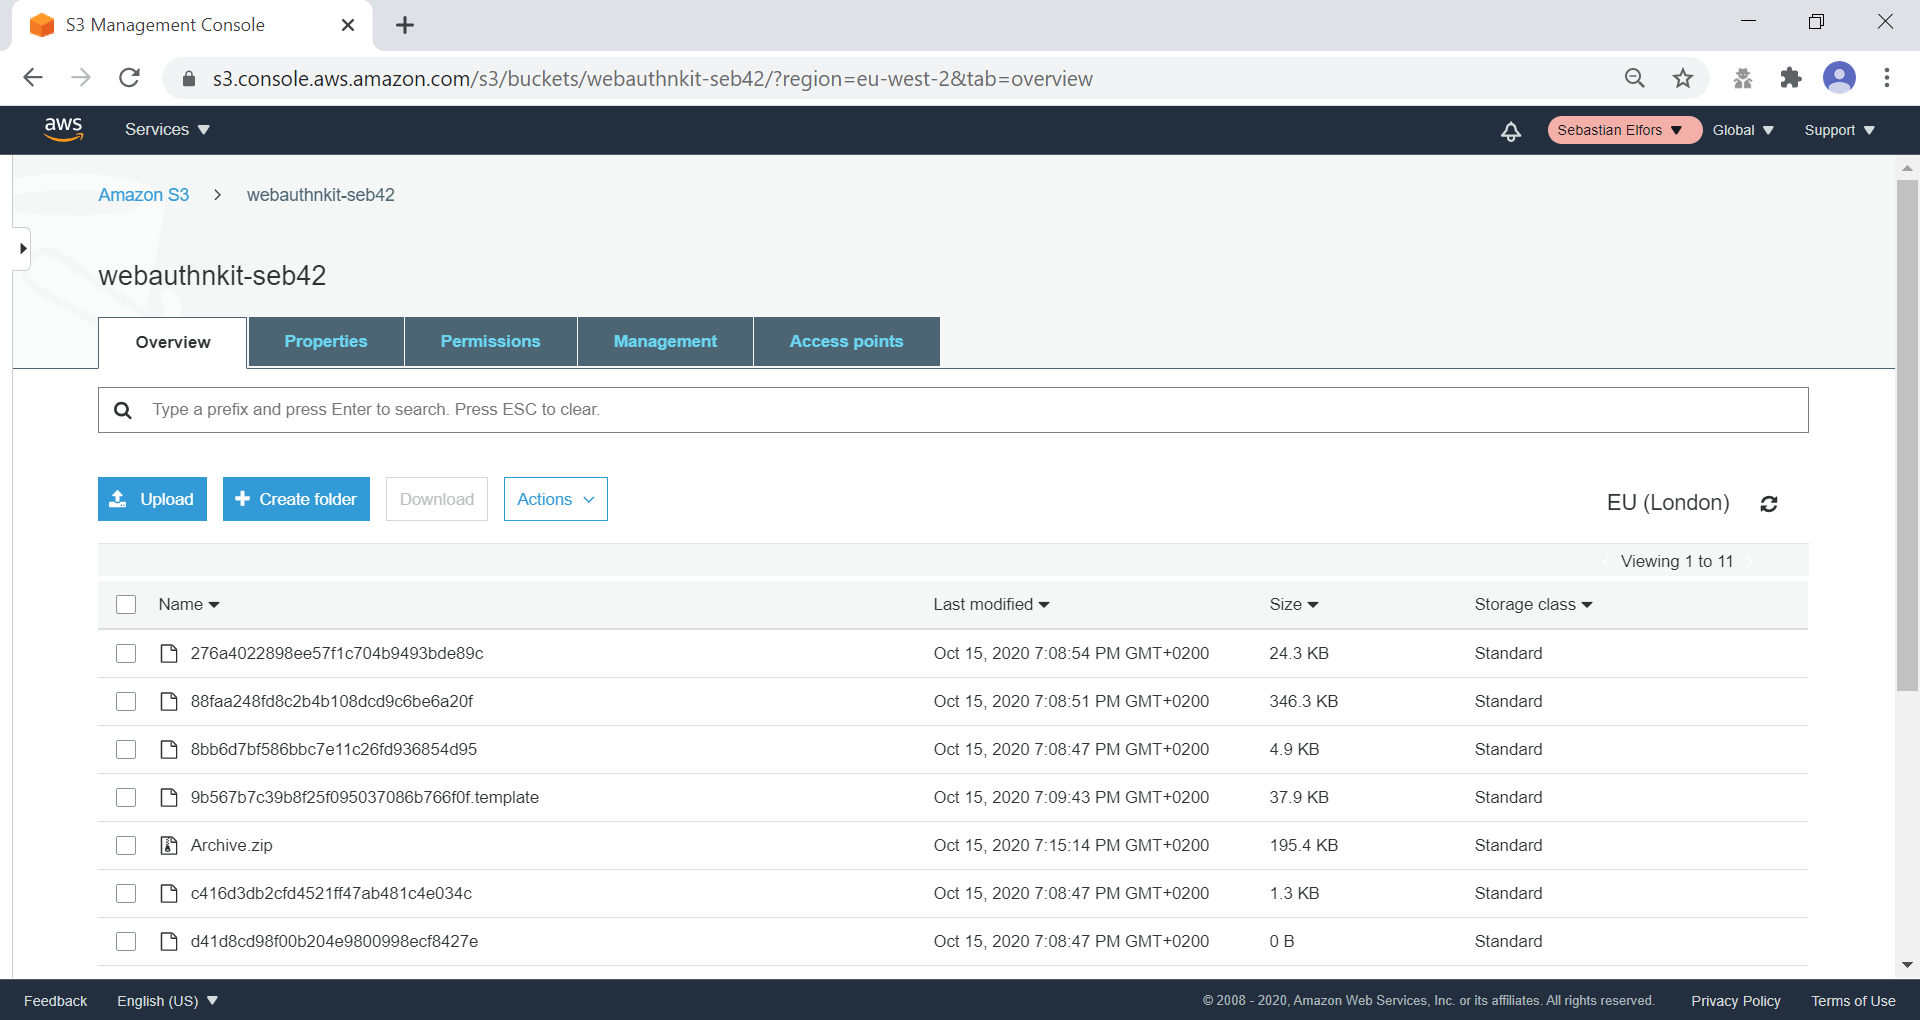 S3 Management Console
s3.console.aws.amazon.com/s3/buckets/webauthnkit-seb42/?region=eu-west-2&tab=overview
aws Services Sebastian Elfors Global Support
Amazon S3 > webauthnkit-seb42
webauthnkit-seb42
Overview Properties Permissions Management Access points
Type a prefix and press Enter to search. Press ESC to clear.
Upload Create folder Download Actions EU (London)
Viewing 1 to 11
Name Last modified Size Storage class
276a4022898ee57f1c704b9493bde89c Oct 15, 2020 7:08:54 PM GMT+0200 24.3 KB Standard
88faa248fd8c2b4b108dcd9c6be6a20f Oct 15, 2020 7:08:51 PM GMT+0200 346.3 KB Standard
8bb6d7bf586bbc7e11c26fd936854d95 Oct 15, 2020 7:08:47 PM GMT+0200 4.9 KB Standard
9b567b7c39b8f25f095037086b766f0f.template Oct 15, 2020 7:09:43 PM GMT+0200 37.9 KB Standard
Archive.zip Oct 15, 2020 7:15:14 PM GMT+0200 195.4 KB Standard
c416d3db2cfd4521ff47ab481c4e034c Oct 15, 2020 7:08:47 PM GMT+0200 1.3 KB Standard
d41d8cd98f00b204e9800998ecf8427e Oct 15, 2020 7:08:47 PM GMT+0200 0 B Standard
Feedback English (US) © 2008 - 2020, Amazon Web Services, Inc. or its affiliates. All rights reserved. Privacy Policy Terms of Use